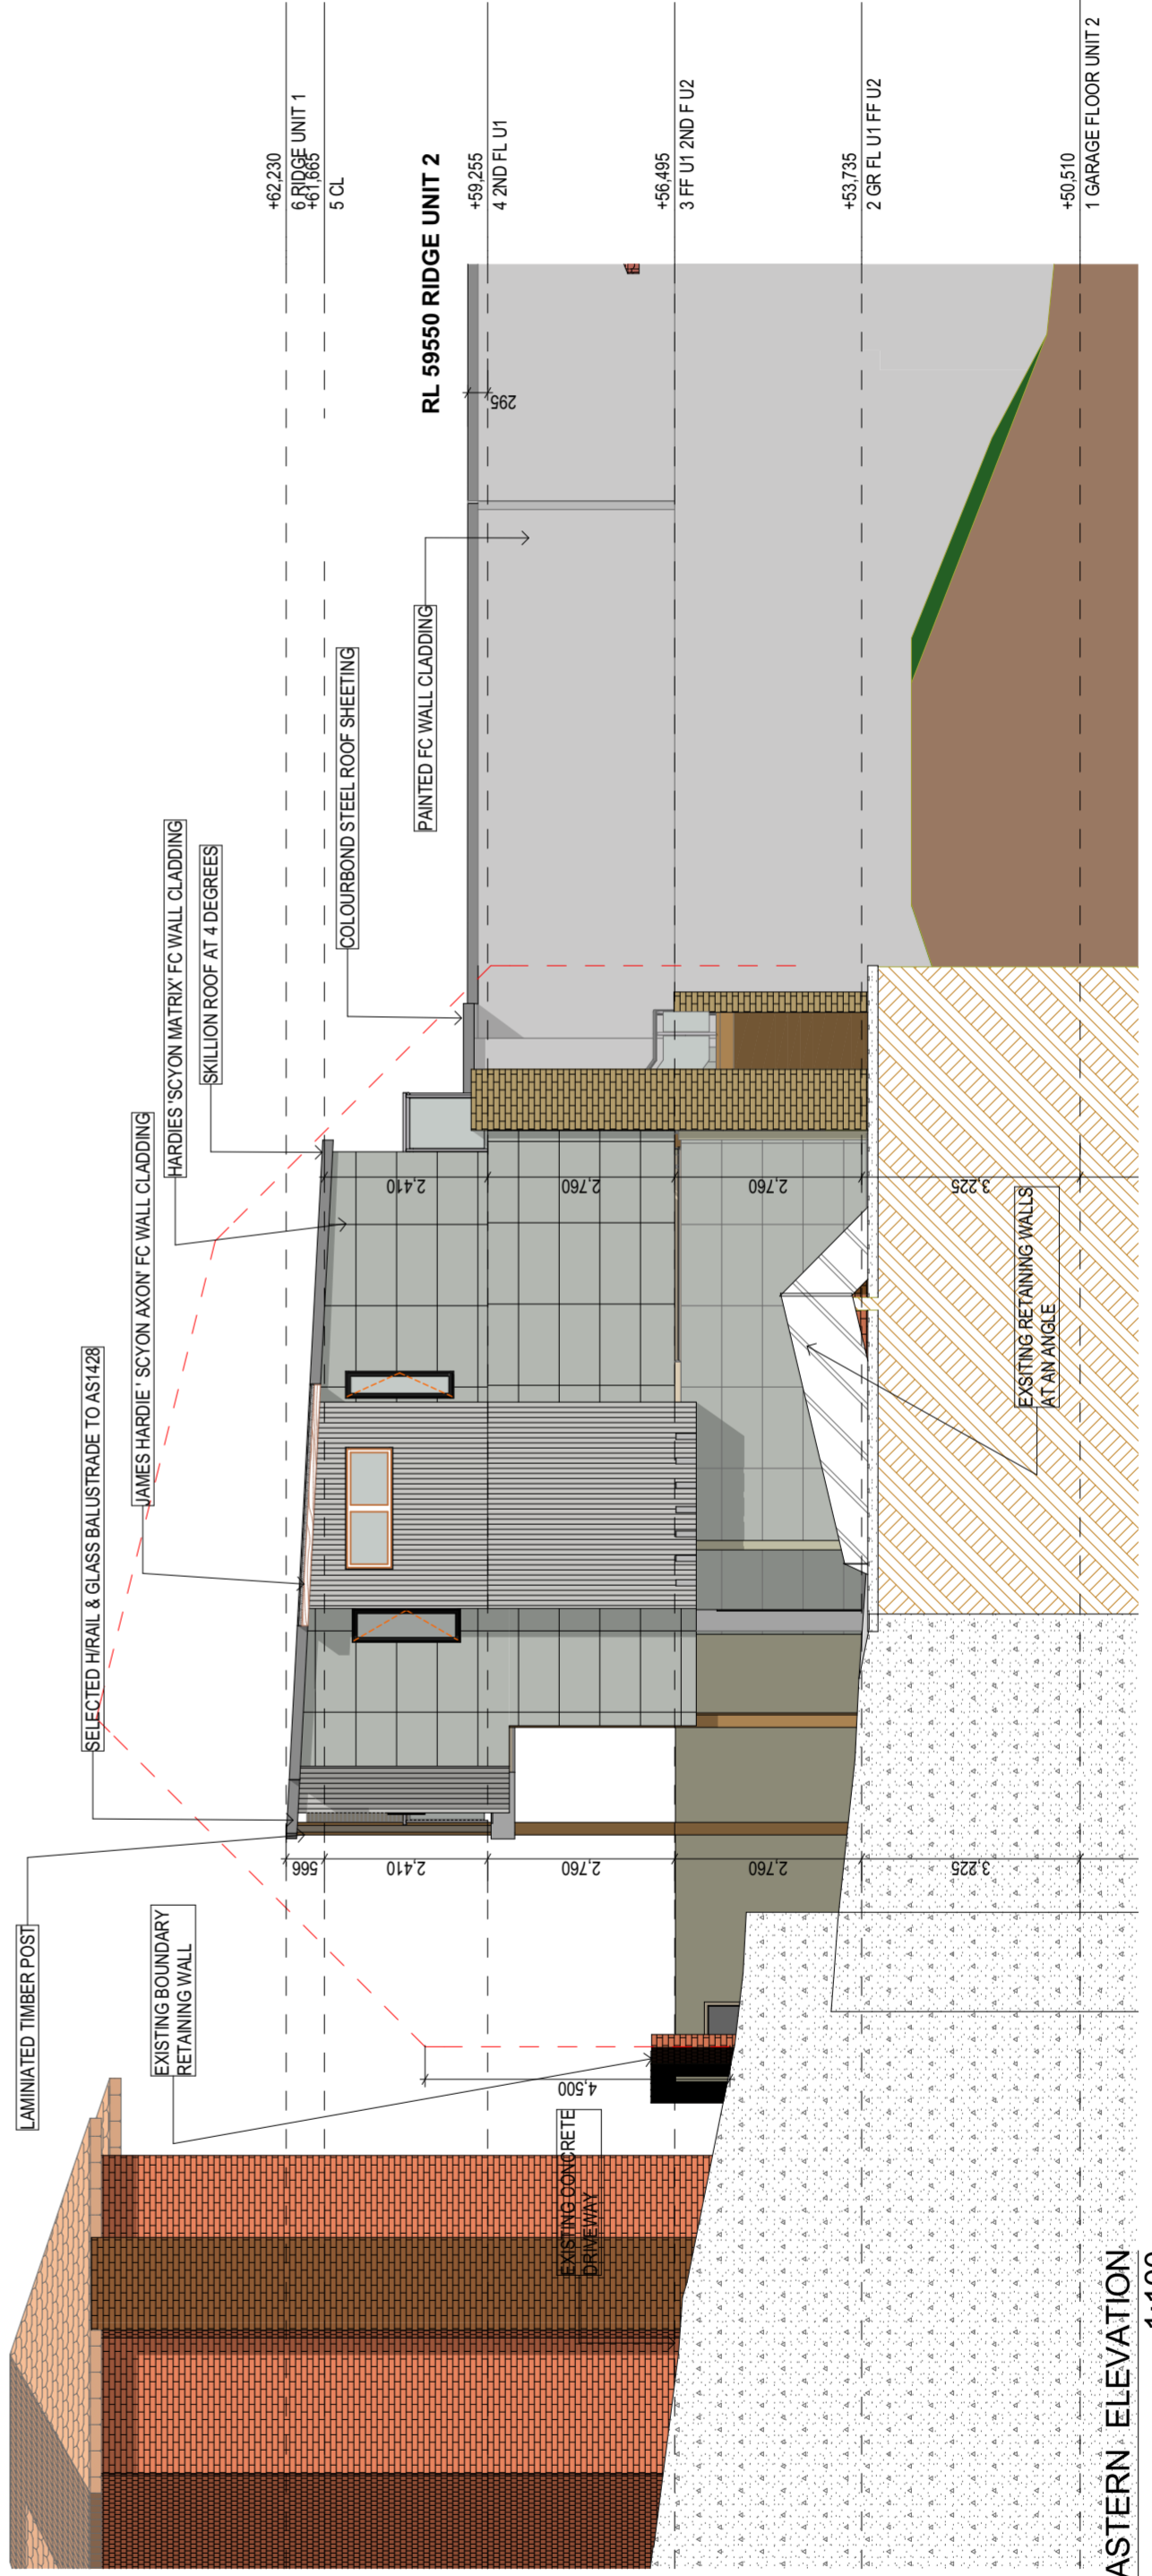 LAMINATED TIMBER POST
SELECTED H/RAIL & GLASS BALUSTRADE TO AS1428
JAMES HARDIE ' SCYON AXON' FC WALL CLADDING
HARDIES 'SCYON MATRIX' FC WALL CLADDING
SKILLION ROOF AT 4 DEGREES
COLOURBOND STEEL ROOF SHEETING
PAINTED FC WALL CLADDING
EXISTING BOUNDARY
RETAINING WALL
EXISTING CONCRETE
DRIVEWAY
EXSITING RETAINING WALLS
AT AN ANGLE
4,500
566
2,410
2,760
2,760
3,225
2,410
2,760
2,760
3,225
295
RL 59550 RIDGE UNIT 2
+62,230
6 RIDGE UNIT 1
+61,665
5 CL
+59,255
4 2ND FL U1
+56,495
3 FF U1 2ND F U2
+53,735
2 GR FL U1 FF U2
+50,510
1 GARAGE FLOOR UNIT 2
ASTERN ELEVATION